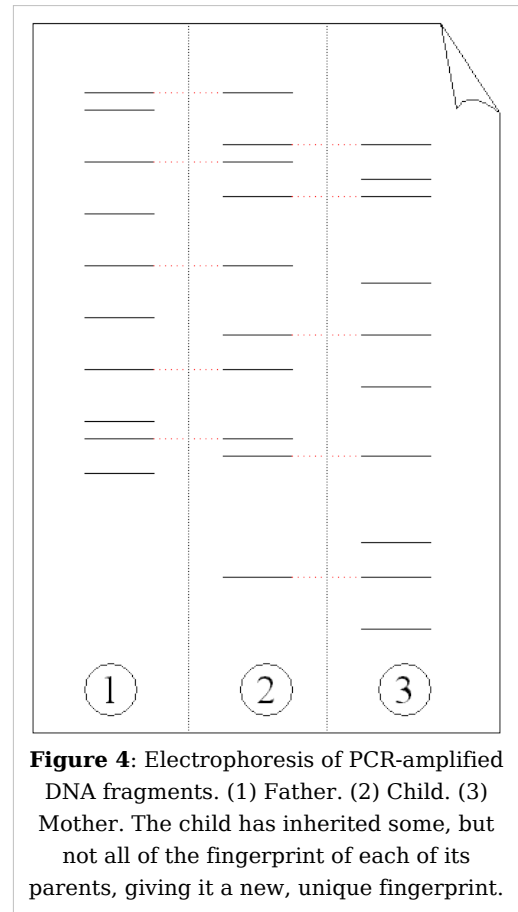 1 2 3
Figure 4: Electrophoresis of PCR-amplified
DNA fragments. (1) Father. (2) Child. (3)
Mother. The child has inherited some, but
not all of the fingerprint of each of its
parents, giving it a new, unique fingerprint.